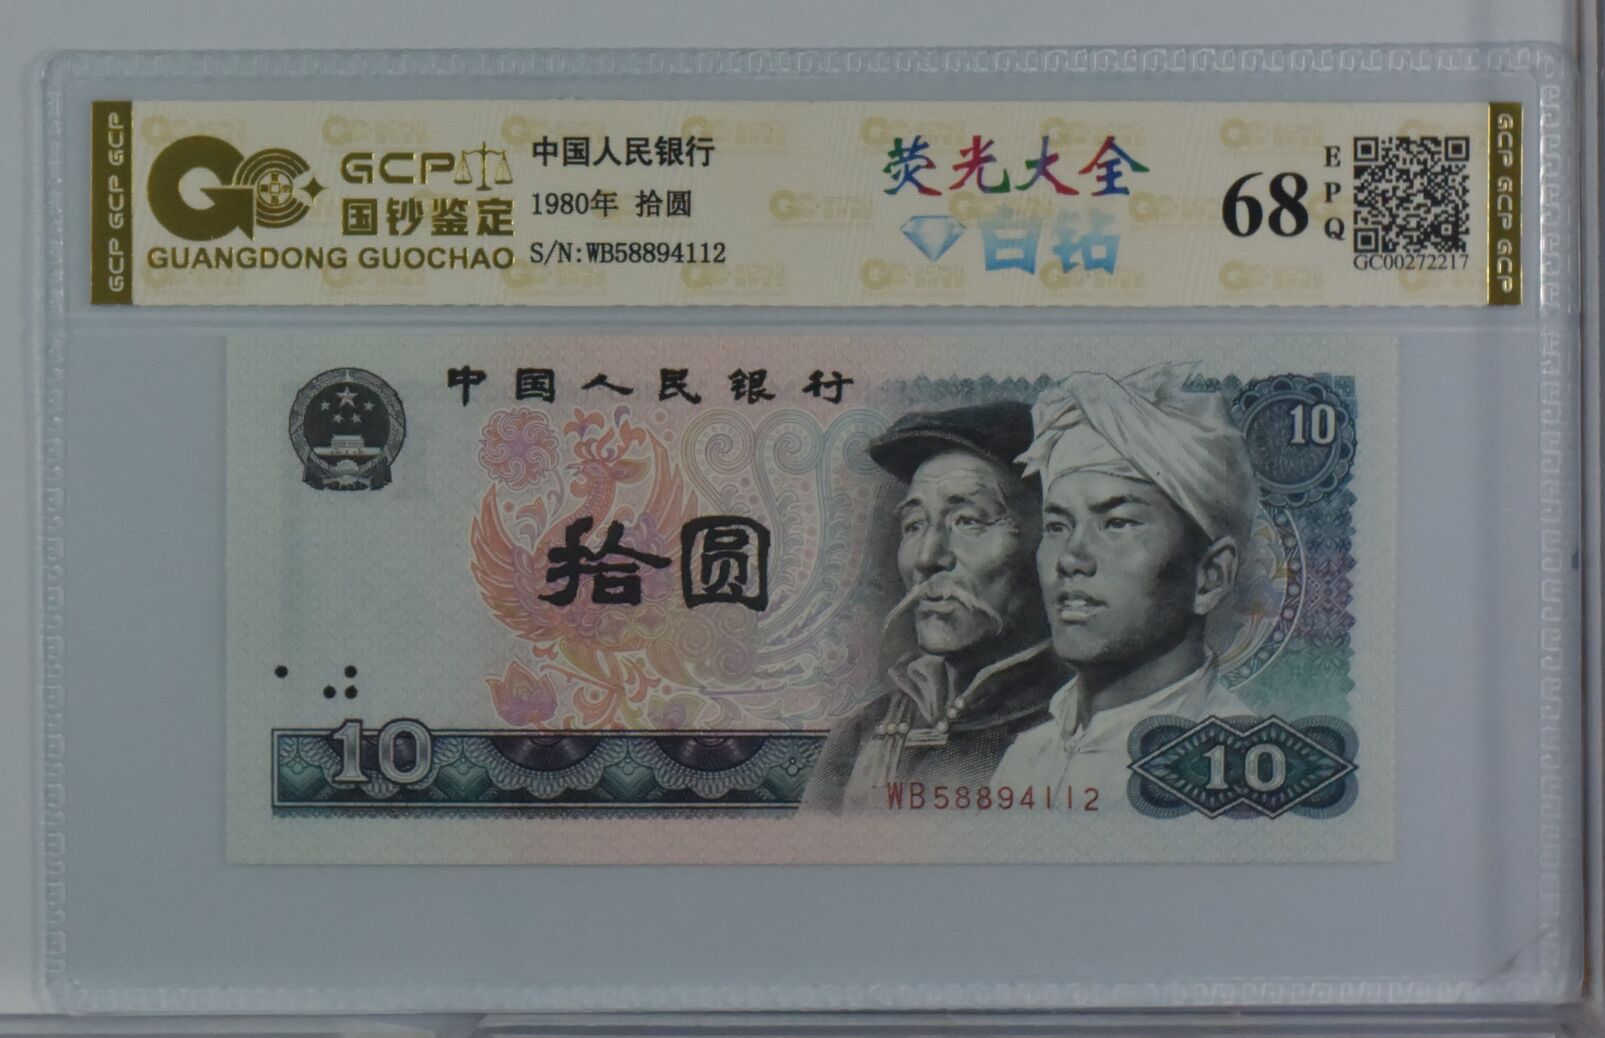 GCP GCP GCP
GCP
国钞鉴定
GUANGDONG GUOCHAO
中国人民银行
1980年 拾圆
S/N:WB58894112
荧光大全
白钻
68
EPQ
GC00272217
GCP GCP GCP
中国人民银行
10
拾圆
10
WB58894112
10